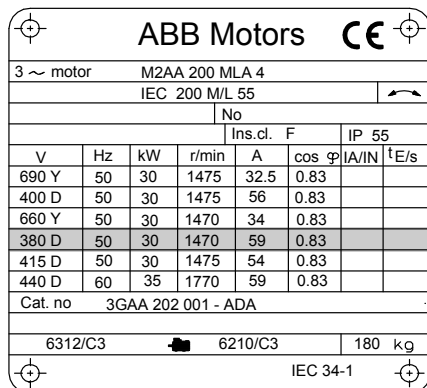 ABB Motors CE
3 ~ motor M2AA 200 MLA 4
IEC 200 M/L 55
No
Ins.cl. F IP 55
V Hz kW r/min A cos φ IA/IN tE/s
690 Y 50 30 1475 32.5 0.83
400 D 50 30 1475 56 0.83
660 Y 50 30 1470 34 0.83
380 D 50 30 1470 59 0.83
415 D 50 30 1475 54 0.83
440 D 60 35 1770 59 0.83
Cat. no 3GAA 202 001 - ADA
6312/C3 6210/C3 180 kg
IEC 34-1